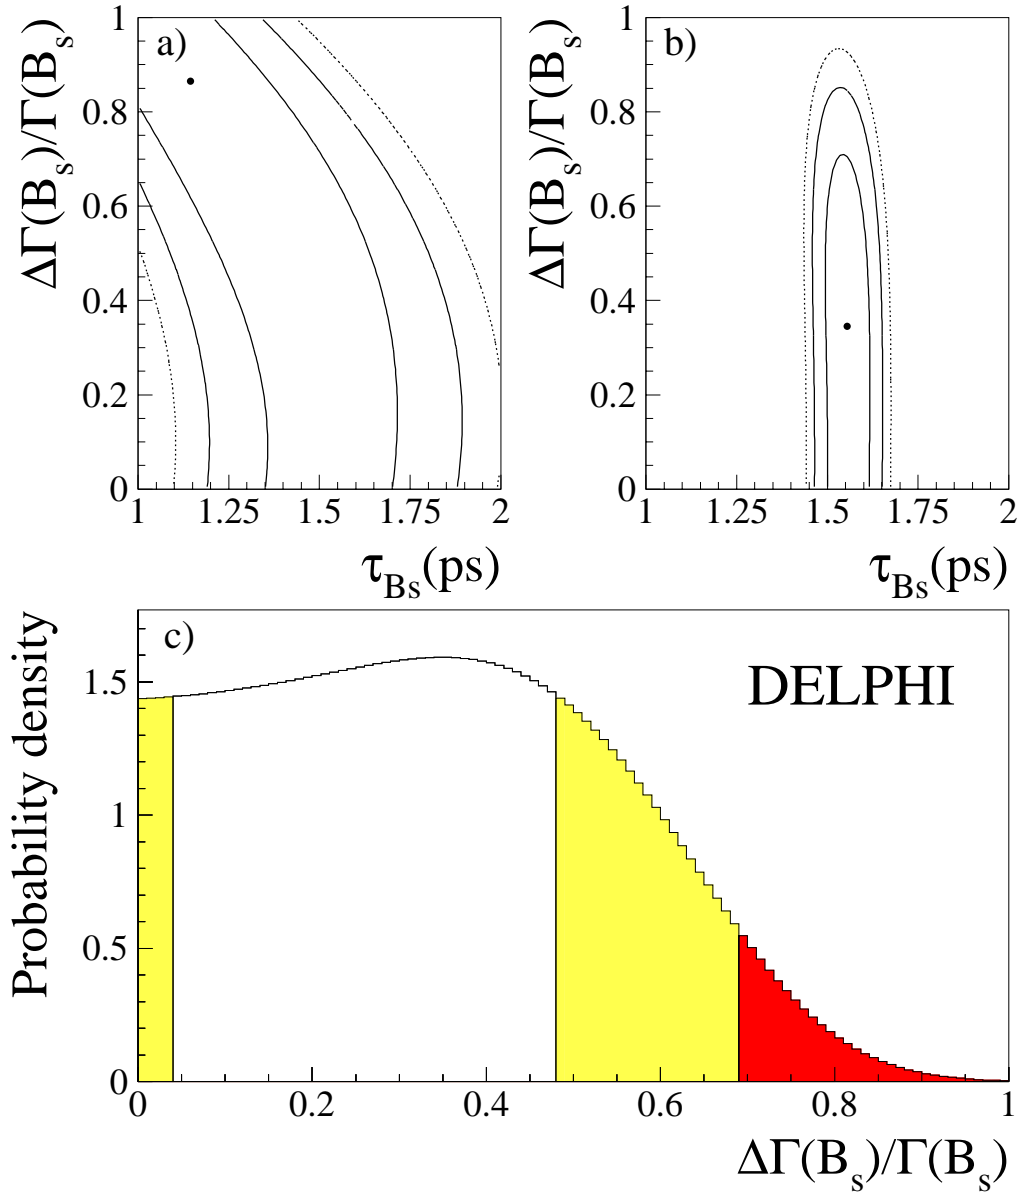 a)
ΔΓ(B_s)/Γ(B_s)
1
0.8
0.6
0.4
0.2
0
1 1.25 1.5 1.75 2
τ_Bs(ps)
b)
ΔΓ(B_s)/Γ(B_s)
1
0.8
0.6
0.4
0.2
0
1 1.25 1.5 1.75 2
τ_Bs(ps)
c)
DELPHI
Probability density
1.5
1
0.5
0
0 0.2 0.4 0.6 0.8 1
ΔΓ(B_s)/Γ(B_s)